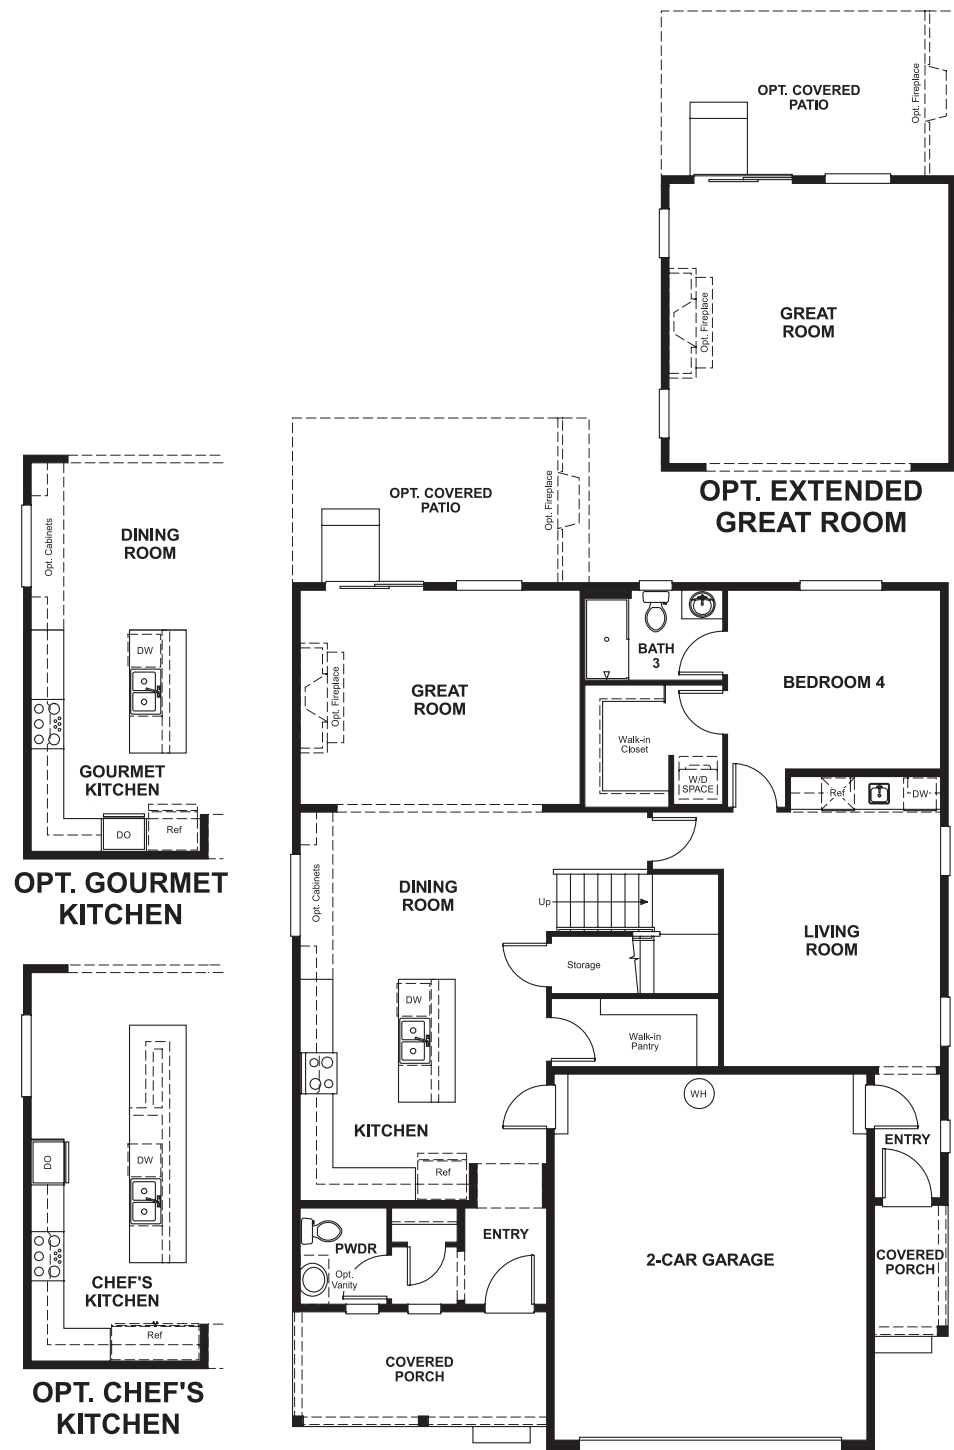 OPT. COVERED
PATIO
Opt. Fireplace
Opt. Fireplace
GREAT
ROOM
OPT. EXTENDED
GREAT ROOM
DINING
ROOM
Opt. Cabinets
DW
GOURMET
KITCHEN
DO
Ref
OPT. GOURMET
KITCHEN
DO
DW
CHEF'S
KITCHEN
Ref
OPT. CHEF'S
KITCHEN
OPT. COVERED
PATIO
Opt. Fireplace
GREAT
ROOM
Opt. Fireplace
BATH
3
BEDROOM 4
Walk-in
Closet
W/D
SPACE
Ref
DW
DINING
ROOM
Opt. Cabinets
Up
LIVING
ROOM
Storage
DW
Walk-in
Pantry
WH
KITCHEN
Ref
ENTRY
PWDR
ENTRY
Opt.
Vanity
2-CAR GARAGE
COVERED
PORCH
COVERED
PORCH